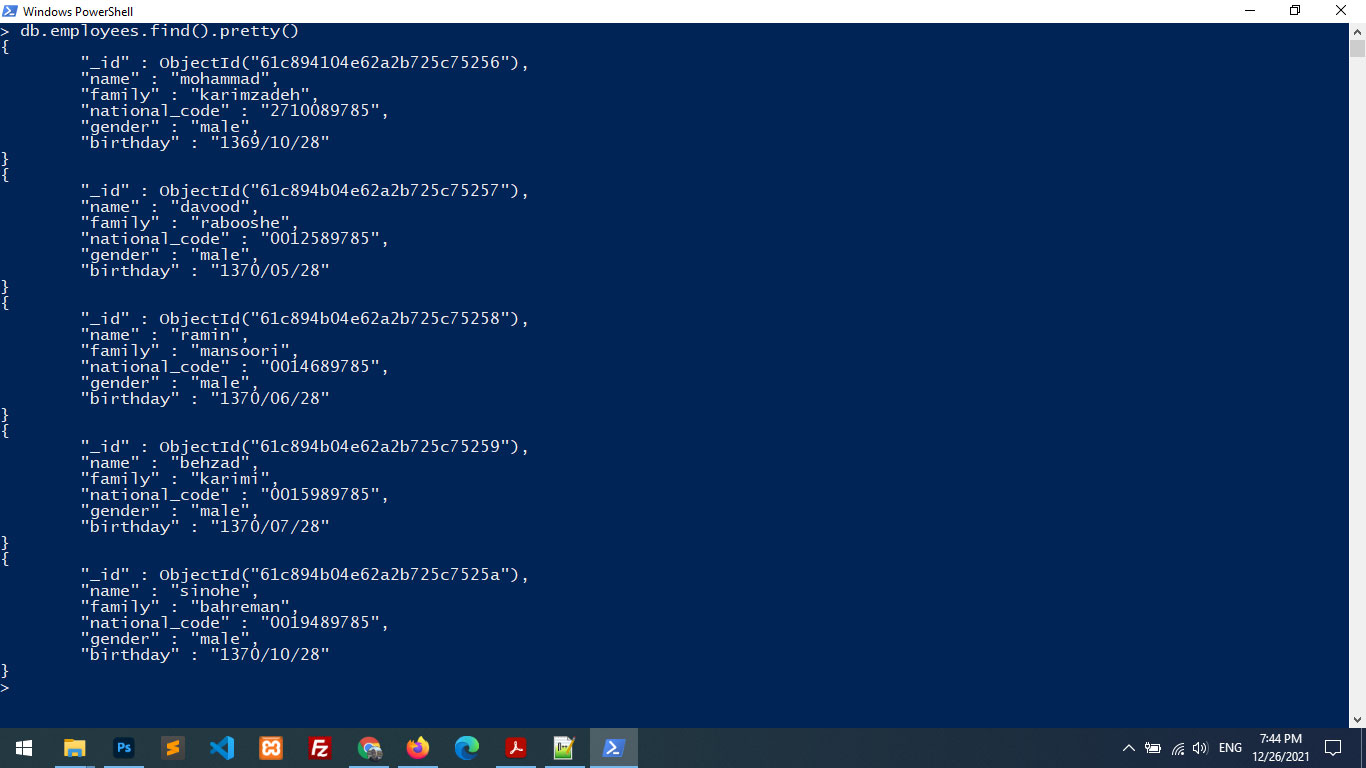 Windows PowerShell
> db.employees.find().pretty()
{
"_id" : ObjectId("61c894104e62a2b725c75256"),
"name" : "mohammad",
"family" : "karimzadeh",
"national_code" : "2710089785",
"gender" : "male",
"birthday" : "1369/10/28"
}
{
"_id" : ObjectId("61c894b04e62a2b725c75257"),
"name" : "davood",
"family" : "rabooshe",
"national_code" : "0012589785",
"gender" : "male",
"birthday" : "1370/05/28"
}
{
"_id" : ObjectId("61c894b04e62a2b725c75258"),
"name" : "ramin",
"family" : "mansoori",
"national_code" : "0014689785",
"gender" : "male",
"birthday" : "1370/06/28"
}
{
"_id" : ObjectId("61c894b04e62a2b725c75259"),
"name" : "behzad",
"family" : "karimi",
"national_code" : "0015989785",
"gender" : "male",
"birthday" : "1370/07/28"
}
{
"_id" : ObjectId("61c894b04e62a2b725c7525a"),
"name" : "sinohe",
"family" : "bahreman",
"national_code" : "0019489785",
"gender" : "male",
"birthday" : "1370/10/28"
}
>
Ps
Fz
ENG
7:44 PM
12/26/2021